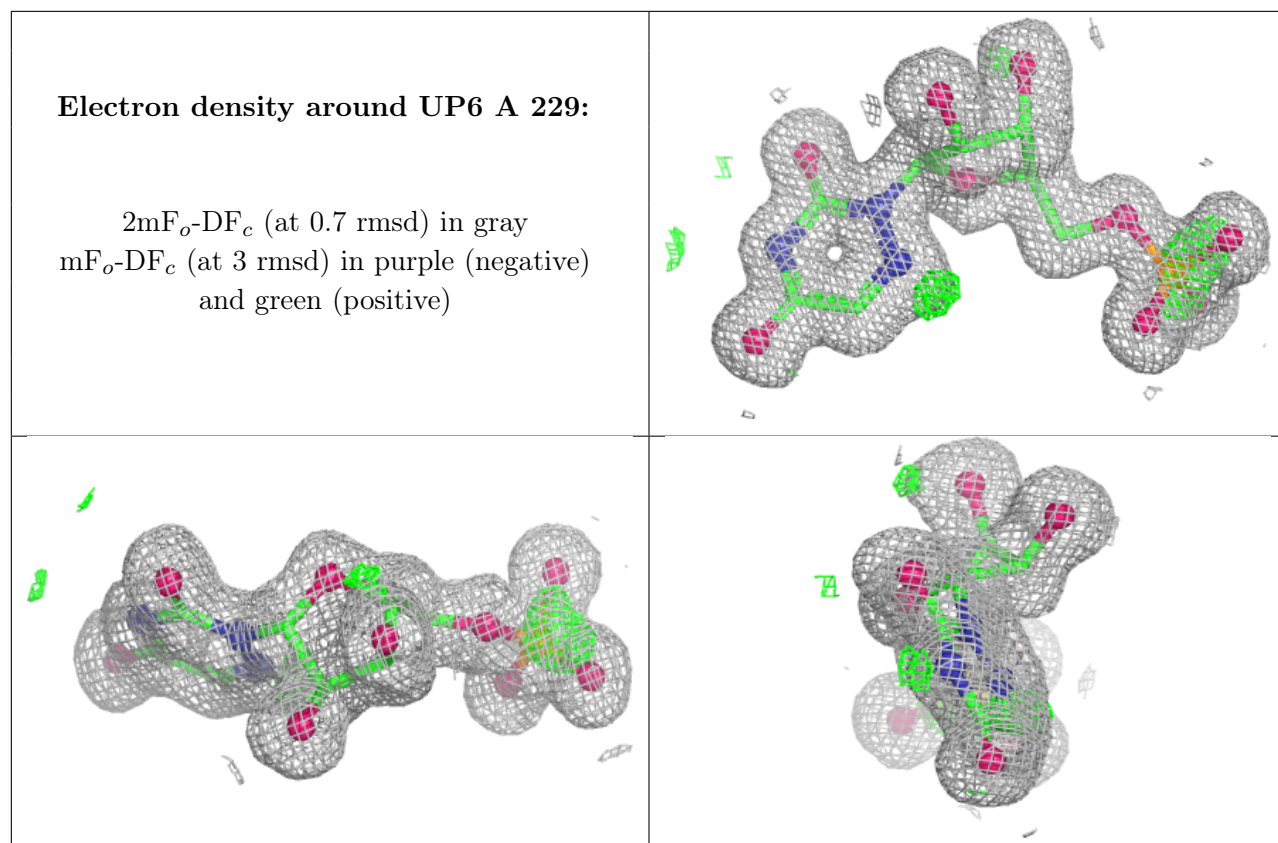 Electron density around UP6 A 229:
2mFo-DFc (at 0.7 rmsd) in gray
mFo-DFc (at 3 rmsd) in purple (negative)
and green (positive)